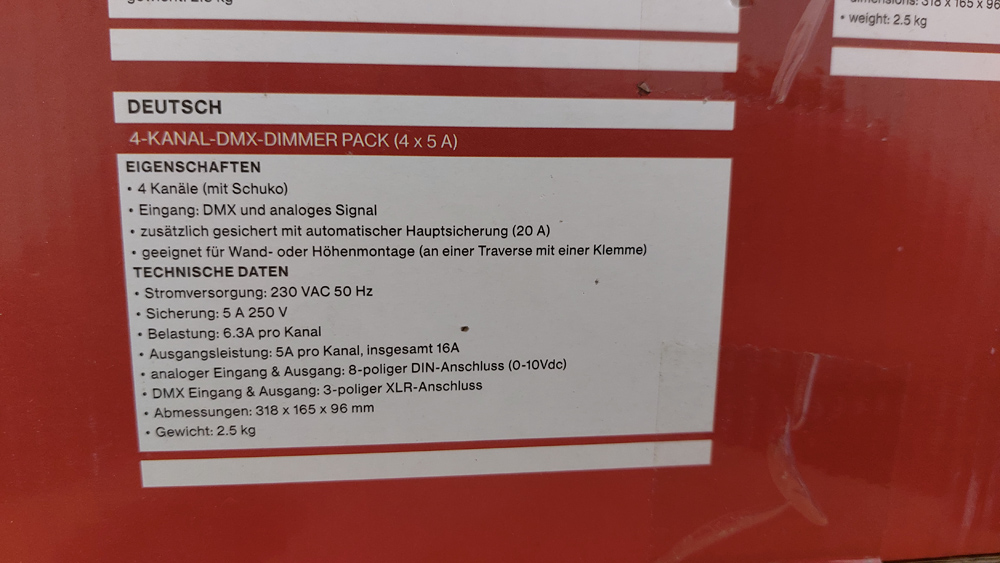 • weight: 2.5 kg
DEUTSCH
4-KANAL-DMX-DIMMER PACK (4 x 5 A)
EIGENSCHAFTEN
• 4 Kanäle (mit Schuko)
• Eingang: DMX und analoges Signal
• zusätzlich gesichert mit automatischer Hauptsicherung (20 A)
• geeignet für Wand- oder Höhenmontage (an einer Traverse mit einer Klemme)
TECHNISCHE DATEN
• Stromversorgung: 230 VAC 50 Hz
• Sicherung: 5 A 250 V
• Belastung: 6.3A pro Kanal
• Ausgangsleistung: 5A pro Kanal, insgesamt 16A
• analoger Eingang & Ausgang: 8-poliger DIN-Anschluss (0-10Vdc)
• DMX Eingang & Ausgang: 3-poliger XLR-Anschluss
• Abmessungen: 318 x 165 x 96 mm
• Gewicht: 2.5 kg